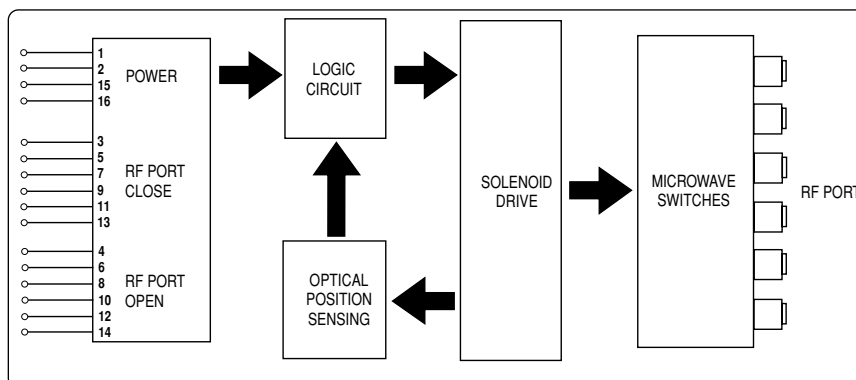 1
2
15
16
POWER
3
5
7
9
11
13
RF PORT
CLOSE
4
6
8
10
12
14
RF PORT
OPEN
LOGIC
CIRCUIT
OPTICAL
POSITION
SENSING
SOLENOID
DRIVE
MICROWAVE
SWITCHES
RF PORT